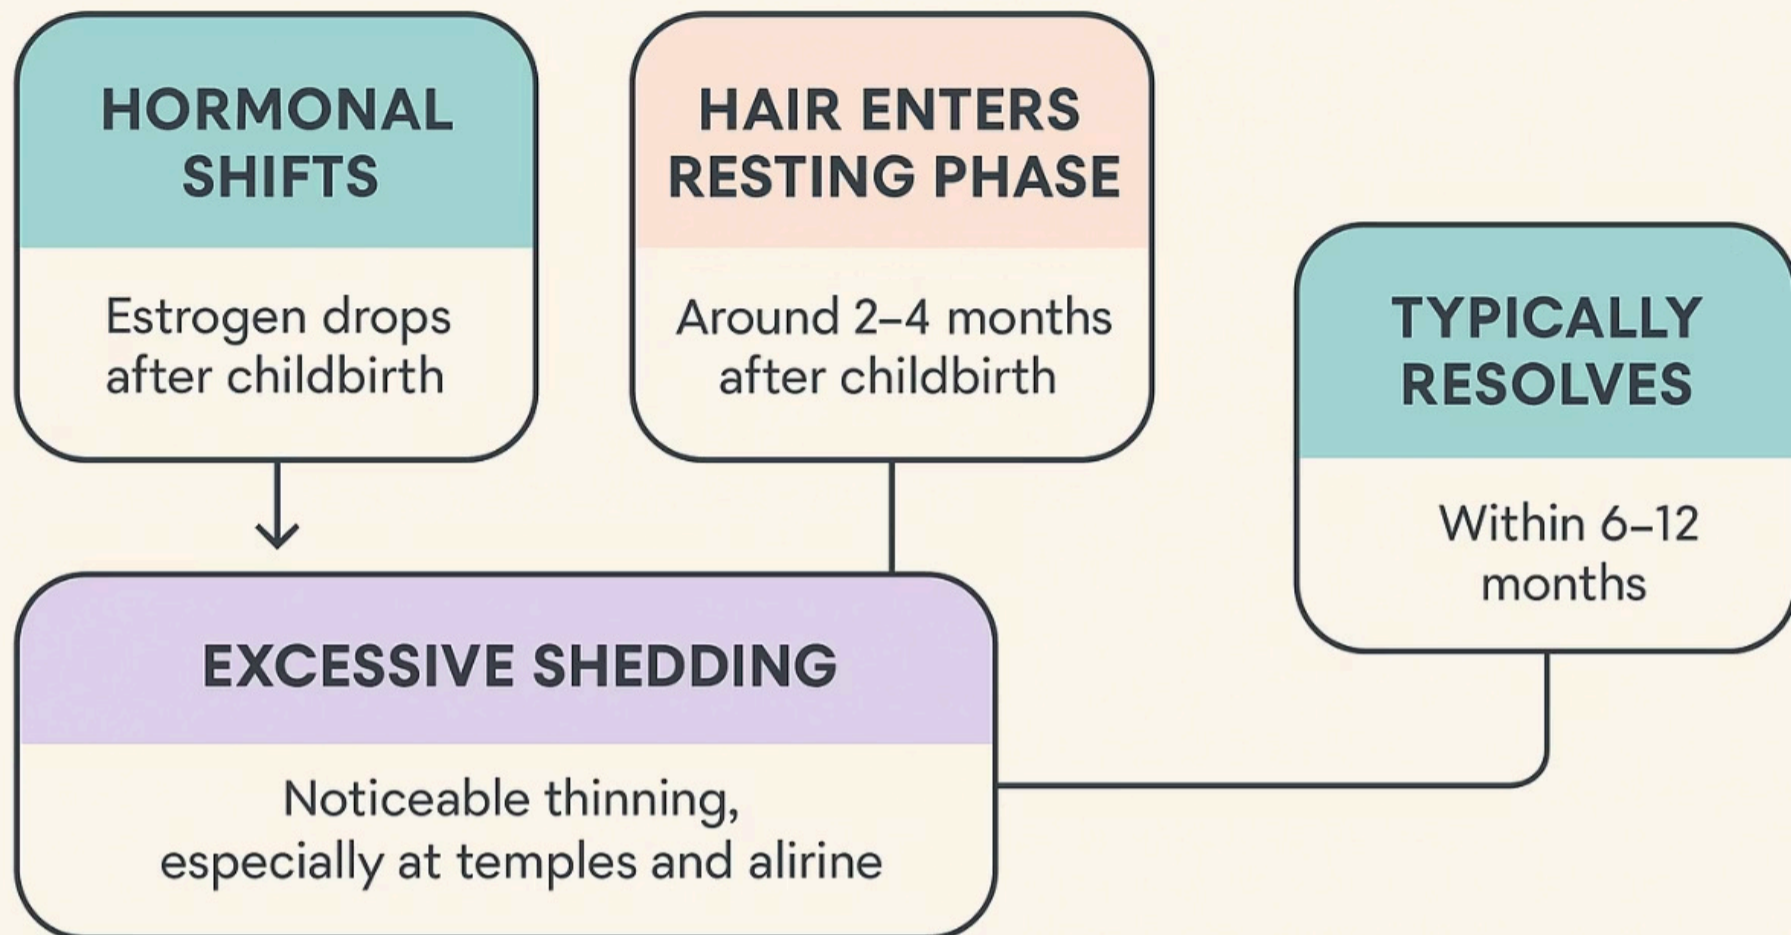 HORMONAL
SHIFTS
Estrogen drops
after childbirth
HAIR ENTERS
RESTING PHASE
Around 2–4 months
after childbirth
TYPICALLY
RESOLVES
Within 6–12
months
EXCESSIVE SHEDDING
Noticeable thinning,
especially at temples and alirine